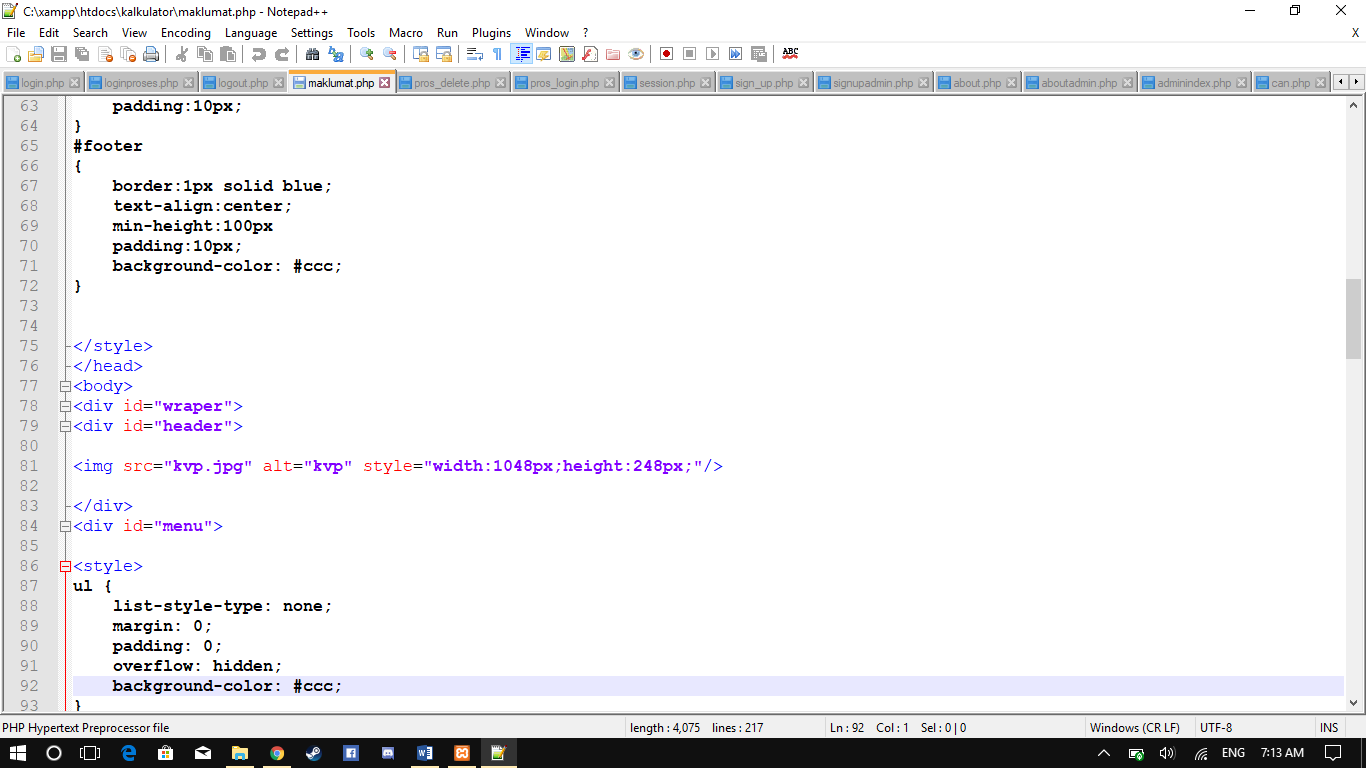 C:\xampp\htdocs\kalkulator\maklumat.php - Notepad++
File Edit Search View Encoding Language Settings Tools Macro Run Plugins Window ? X
login.php loginproses.php logout.php maklumat.php pros_delete.php pros_login.php session.php sign_up.php signupadmin.php about.php aboutadmin.php adminindex.php can.php
63 padding:10px;
64 }
65 #footer
66 {
67 border:1px solid blue;
68 text-align:center;
69 min-height:100px
70 padding:10px;
71 background-color: #ccc;
72 }
73
74
75 </style>
76 </head>
77 <body>
78 <div id="wraper">
79 <div id="header">
80
81 <img src="kvp.jpg" alt="kvp" style="width:1048px;height:248px;"/>
82
83 </div>
84 <div id="menu">
85
86 <style>
87 ul {
88 list-style-type: none;
89 margin: 0;
90 padding: 0;
91 overflow: hidden;
92 background-color: #ccc;
93 }
PHP Hypertext Preprocessor file length : 4,075 lines : 217 Ln : 92 Col : 1 Sel : 0 | 0 Windows (CR LF) UTF-8 INS
ENG 7:13 AM